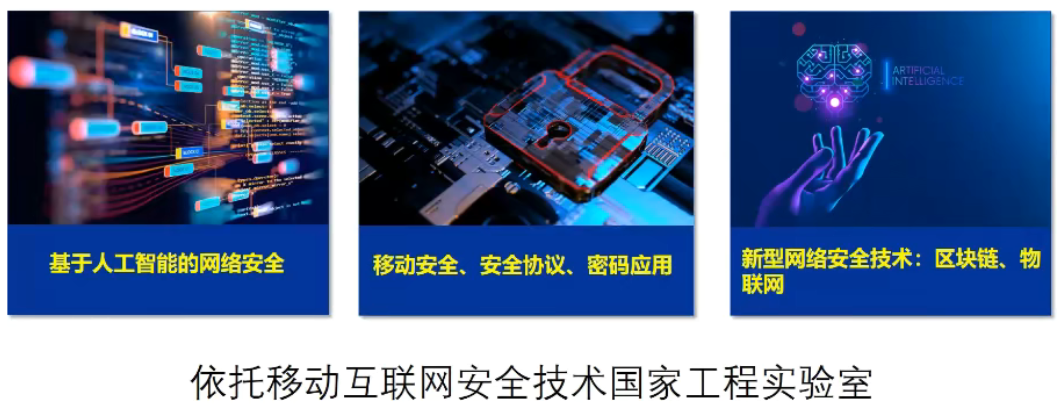 ARTIFICIAL
INTELLIGENCE
基于人工智能的网络安全
移动安全、安全协议、密码应用
新型网络安全技术：区块链、物
联网
依托移动互联网安全技术国家工程实验室